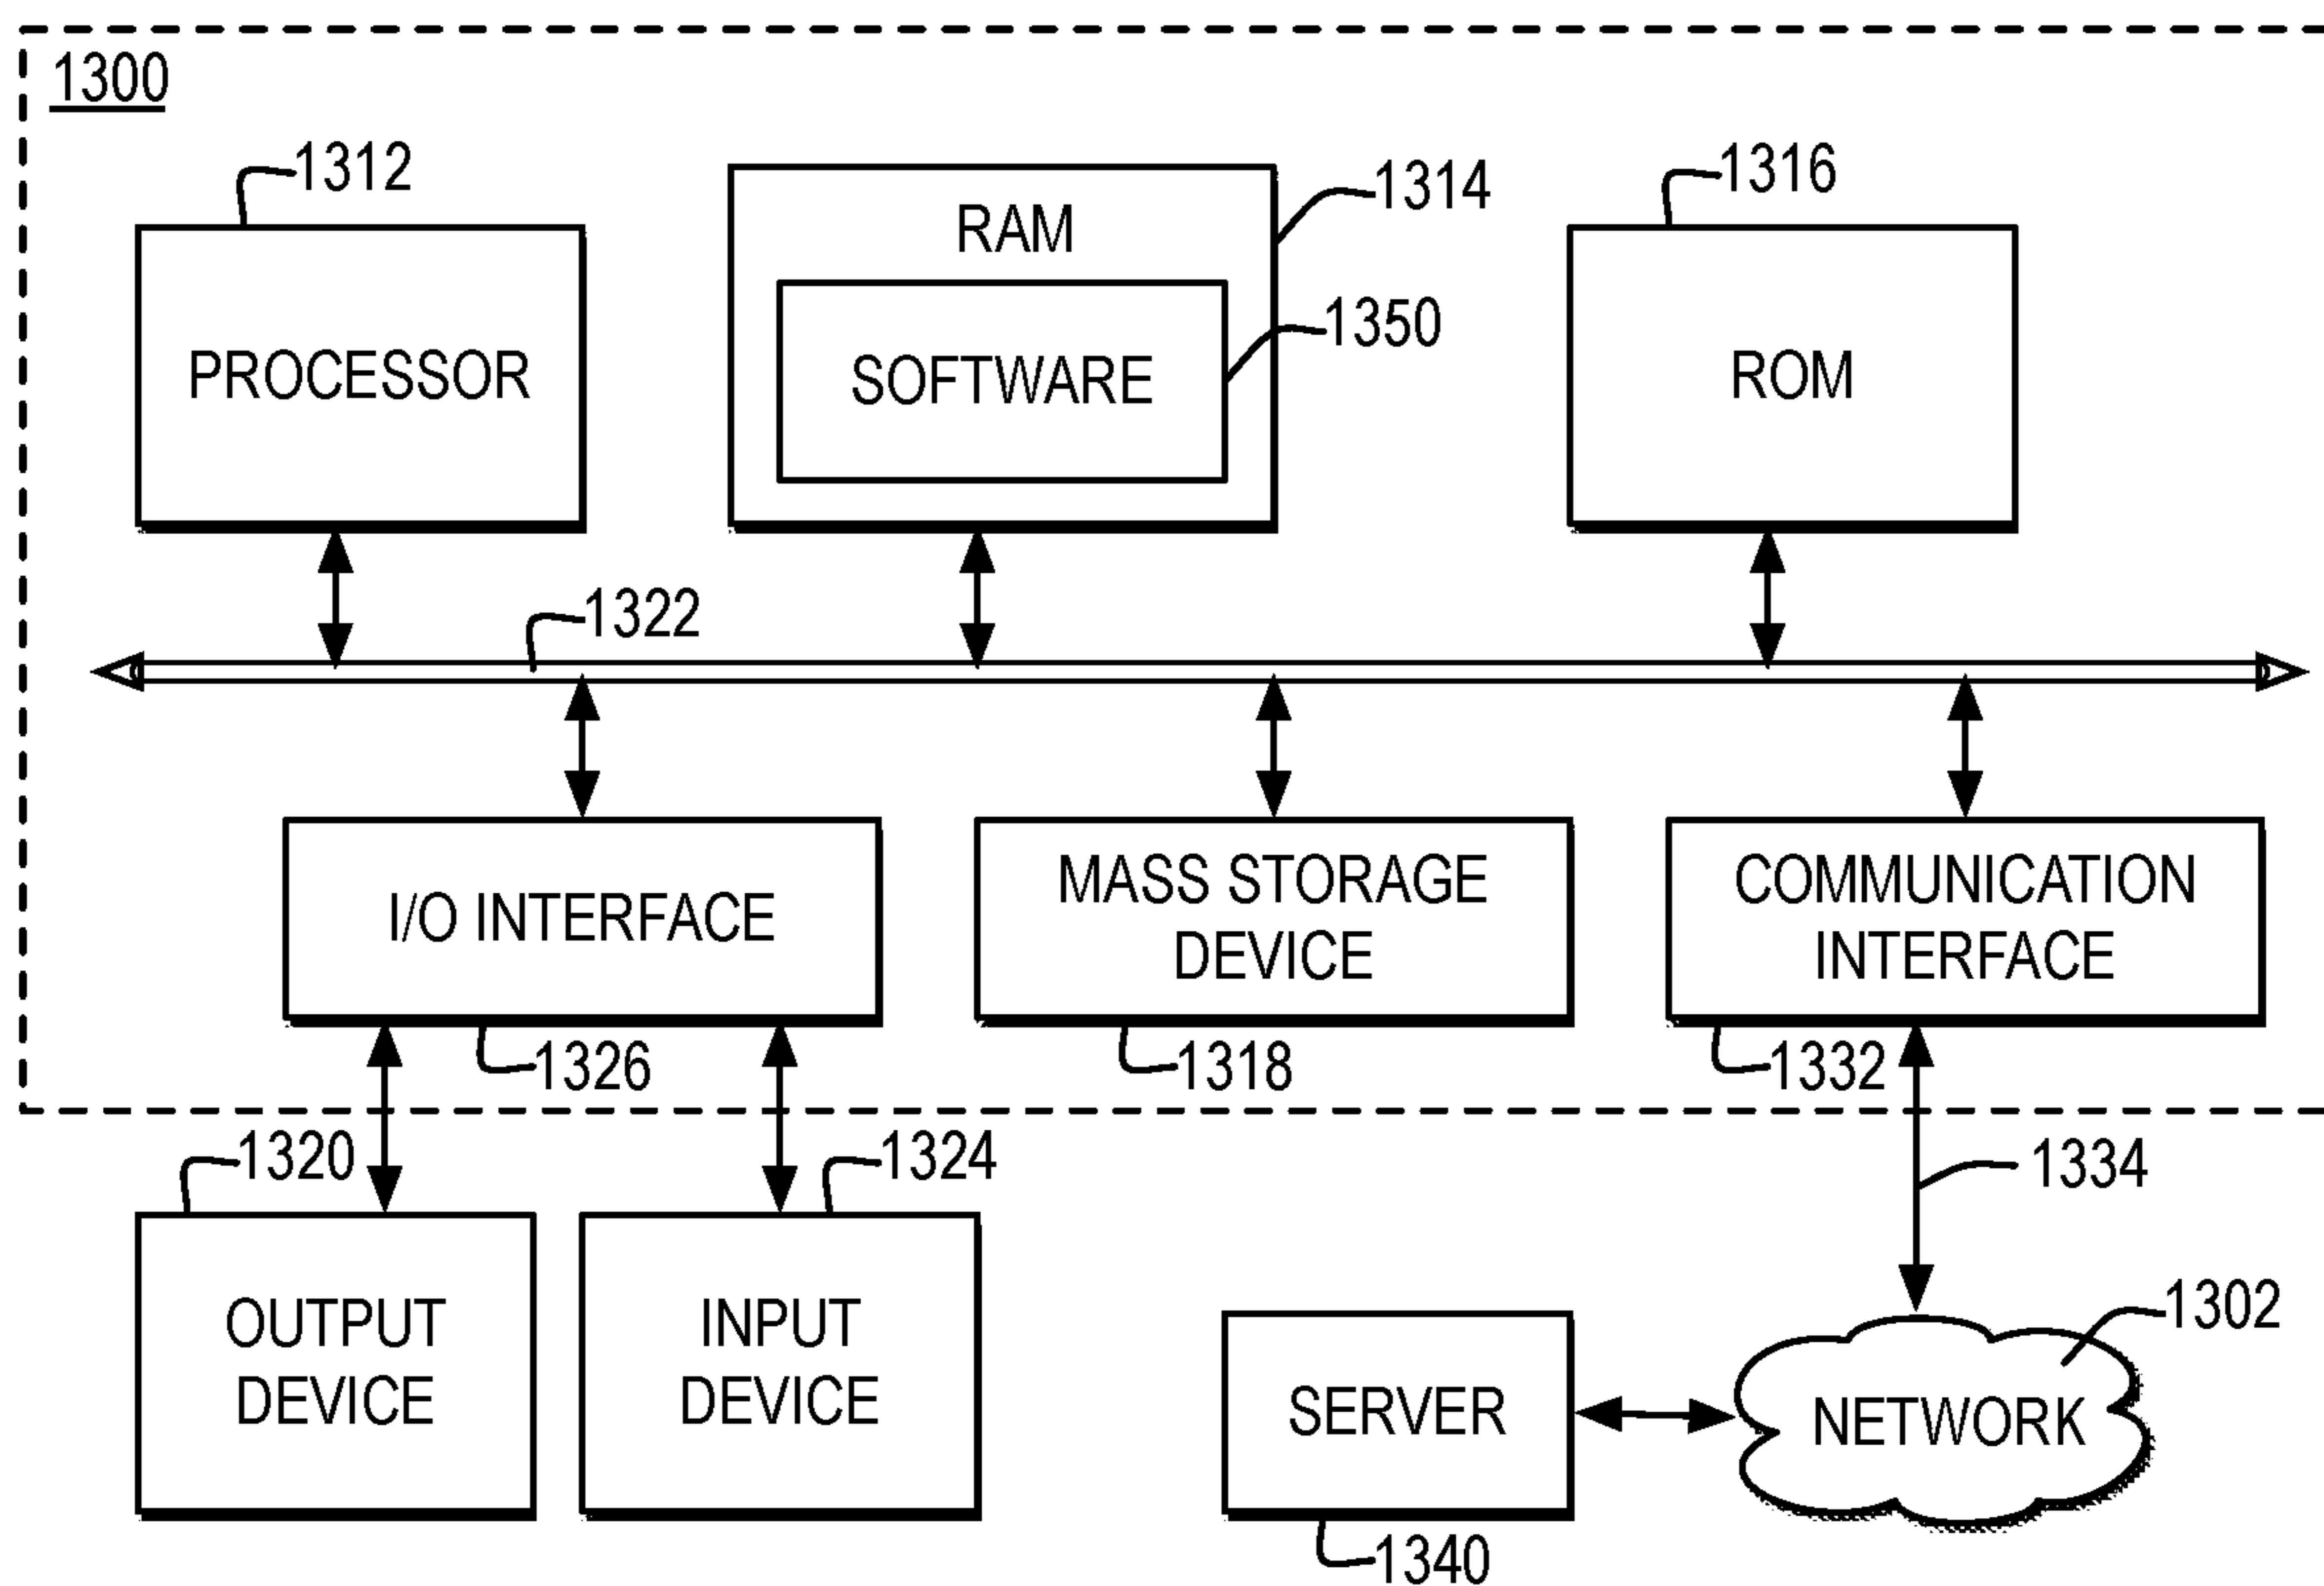 1300
1312
1314
1316
RAM
1350
PROCESSOR
SOFTWARE
ROM
1322
I/O INTERFACE
MASS STORAGE
DEVICE
COMMUNICATION
INTERFACE
1326
1318
1332
1320
1324
1334
OUTPUT
DEVICE
INPUT
DEVICE
1302
SERVER
NETWORK
1340